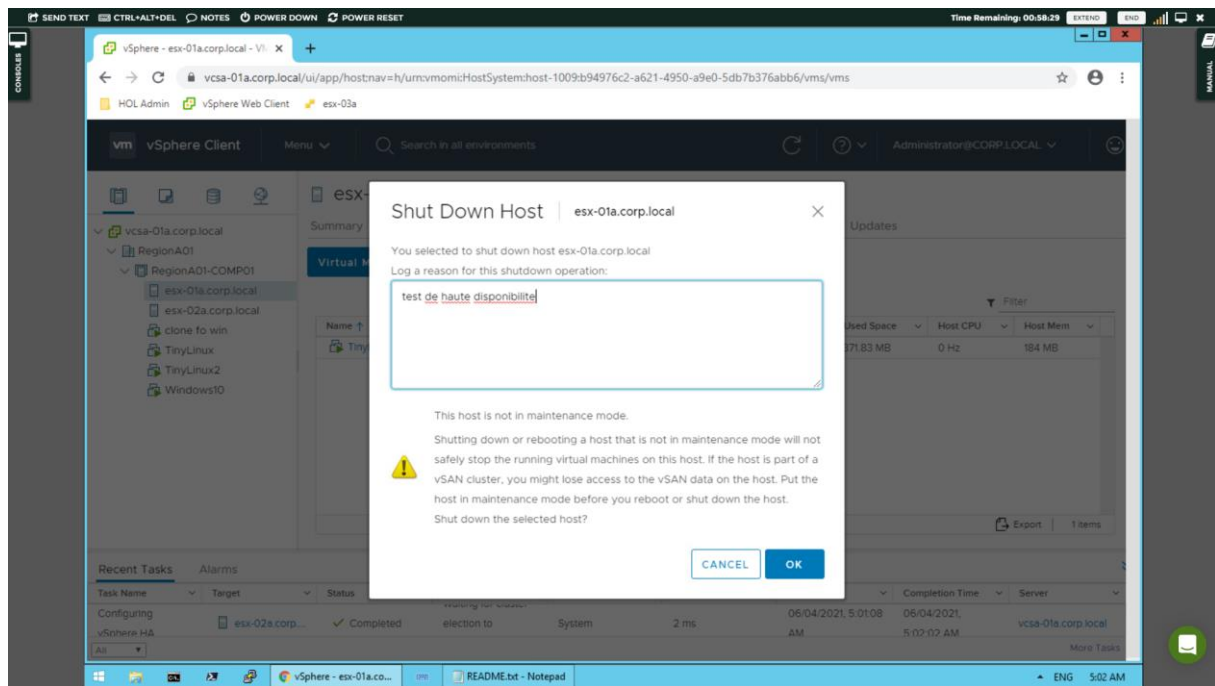 SEND TEXT CTRL+ALT+DEL NOTES POWER DOWN POWER RESET Time Remaining: 00:58:29 EXTEND END
CONSOLES
MANUAL
vSphere - esx-01a.corp.local - VM
vcsa-01a.corp.local/ui/app/host;nav=h/urn:vmomi:HostSystem:host-1009:b94976c2-a621-4950-a9e0-5db7b376abb6/vms/vms
HOL Admin vSphere Web Client esx-03a
vm vSphere Client Menu Search in all environments Administrator@CORP.LOCAL
esx-
vcsa-01a.corp.local
RegionA01
RegionA01-COMP01
esx-01a.corp.local
esx-02a.corp.local
clone fo win
TinyLinux
TinyLinux2
Windows10
Summary Updates
Virtual M
Filter
Name Used Space Host CPU Host Mem
Tiny 371.83 MB 0 Hz 184 MB
Export 1 items
Shut Down Host esx-01a.corp.local
You selected to shut down host esx-01a.corp.local
Log a reason for this shutdown operation:
test de haute disponibilite
This host is not in maintenance mode.
Shutting down or rebooting a host that is not in maintenance mode will not
safely stop the running virtual machines on this host. If the host is part of a
vSAN cluster, you might lose access to the vSAN data on the host. Put the
host in maintenance mode before you reboot or shut down the host.
Shut down the selected host?
CANCEL OK
Recent Tasks Alarms
Task Name Target Status Completion Time Server
Configuring vSphere HA esx-02a.corp... Completed waiting for cluster election to System 2 ms 06/04/2021, 5:01:08 AM 06/04/2021, 5:02:02 AM vcsa-01a.corp.local
All More Tasks
vSphere - esx-01a.co... README.txt - Notepad ENG 5:02 AM